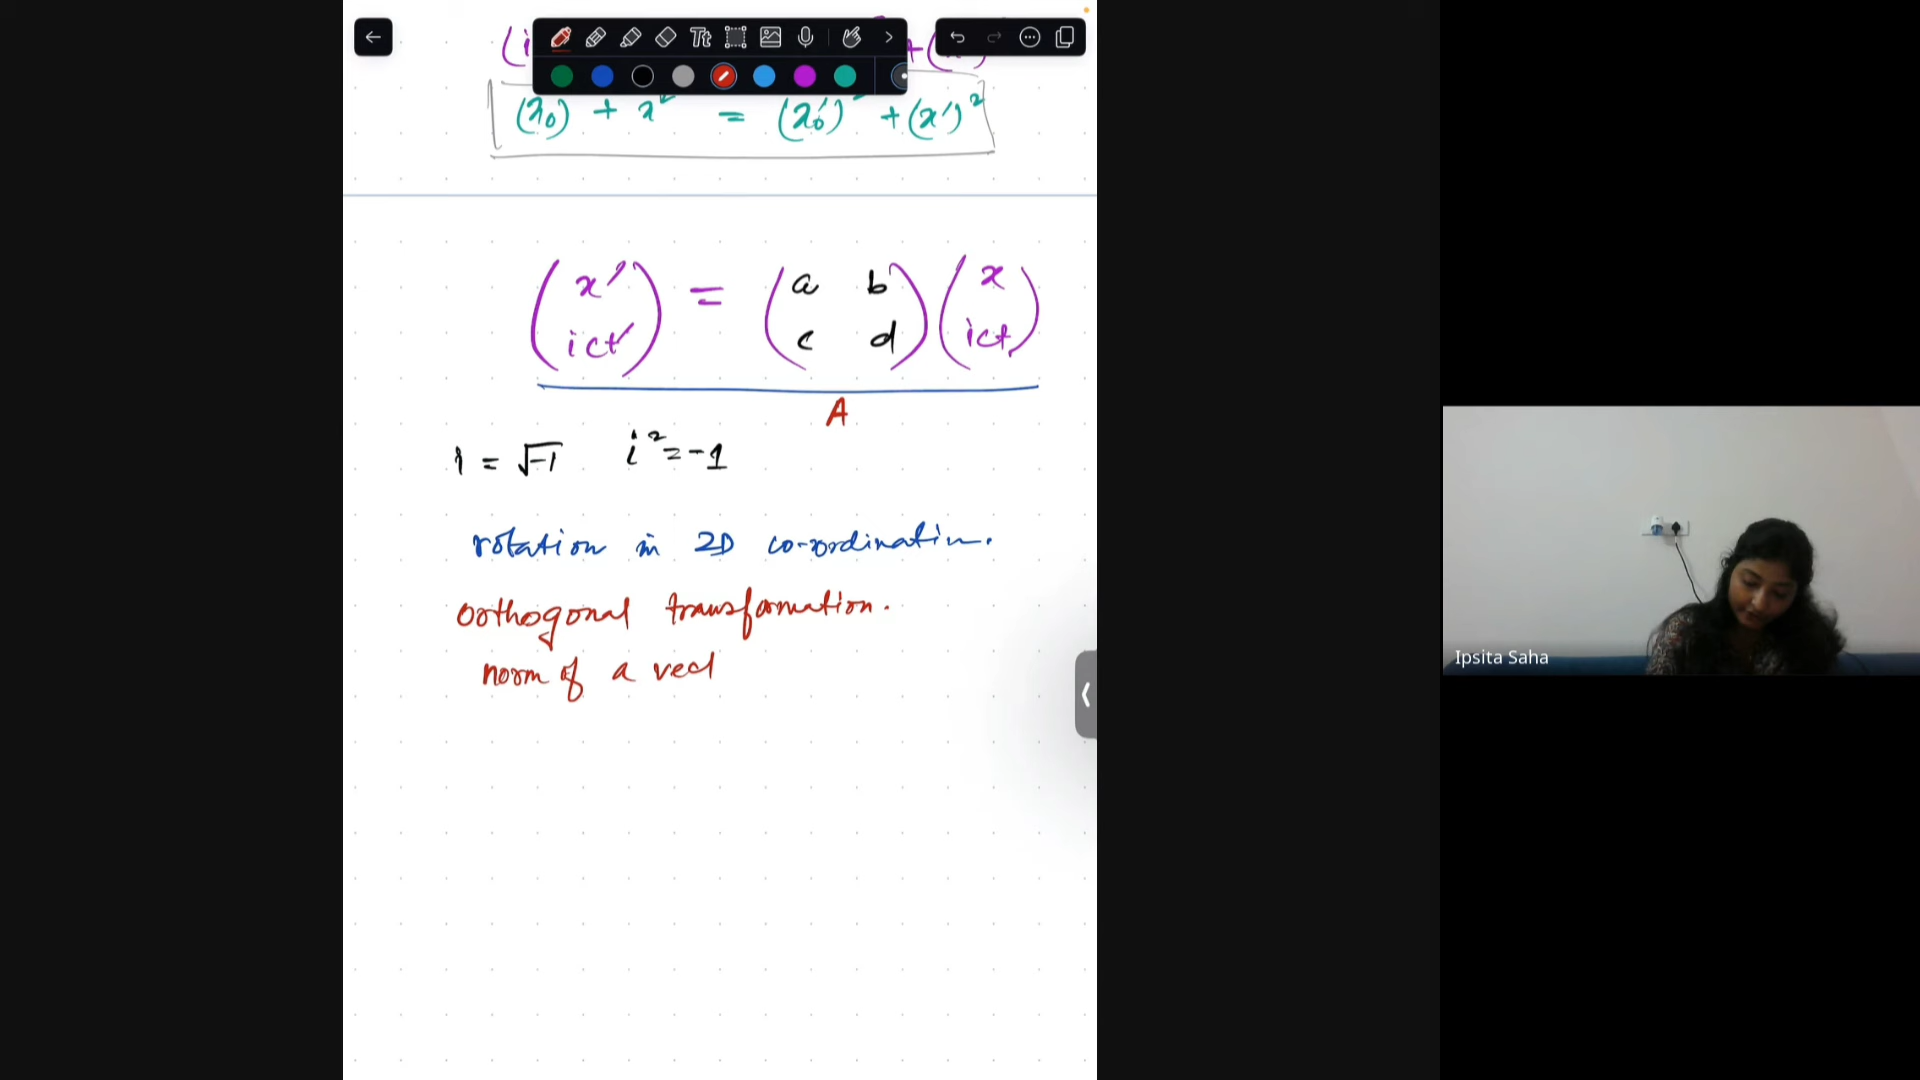 Tt
(x₀) + x² = (x₀′)² + (x′)²
(x′ ict′) = (a b c d)(x ict)
A
i = √-1 i² = -1
rotation in 2D co-ordination.
Orthogonal transformation.
norm of a vect
Ipsita Saha